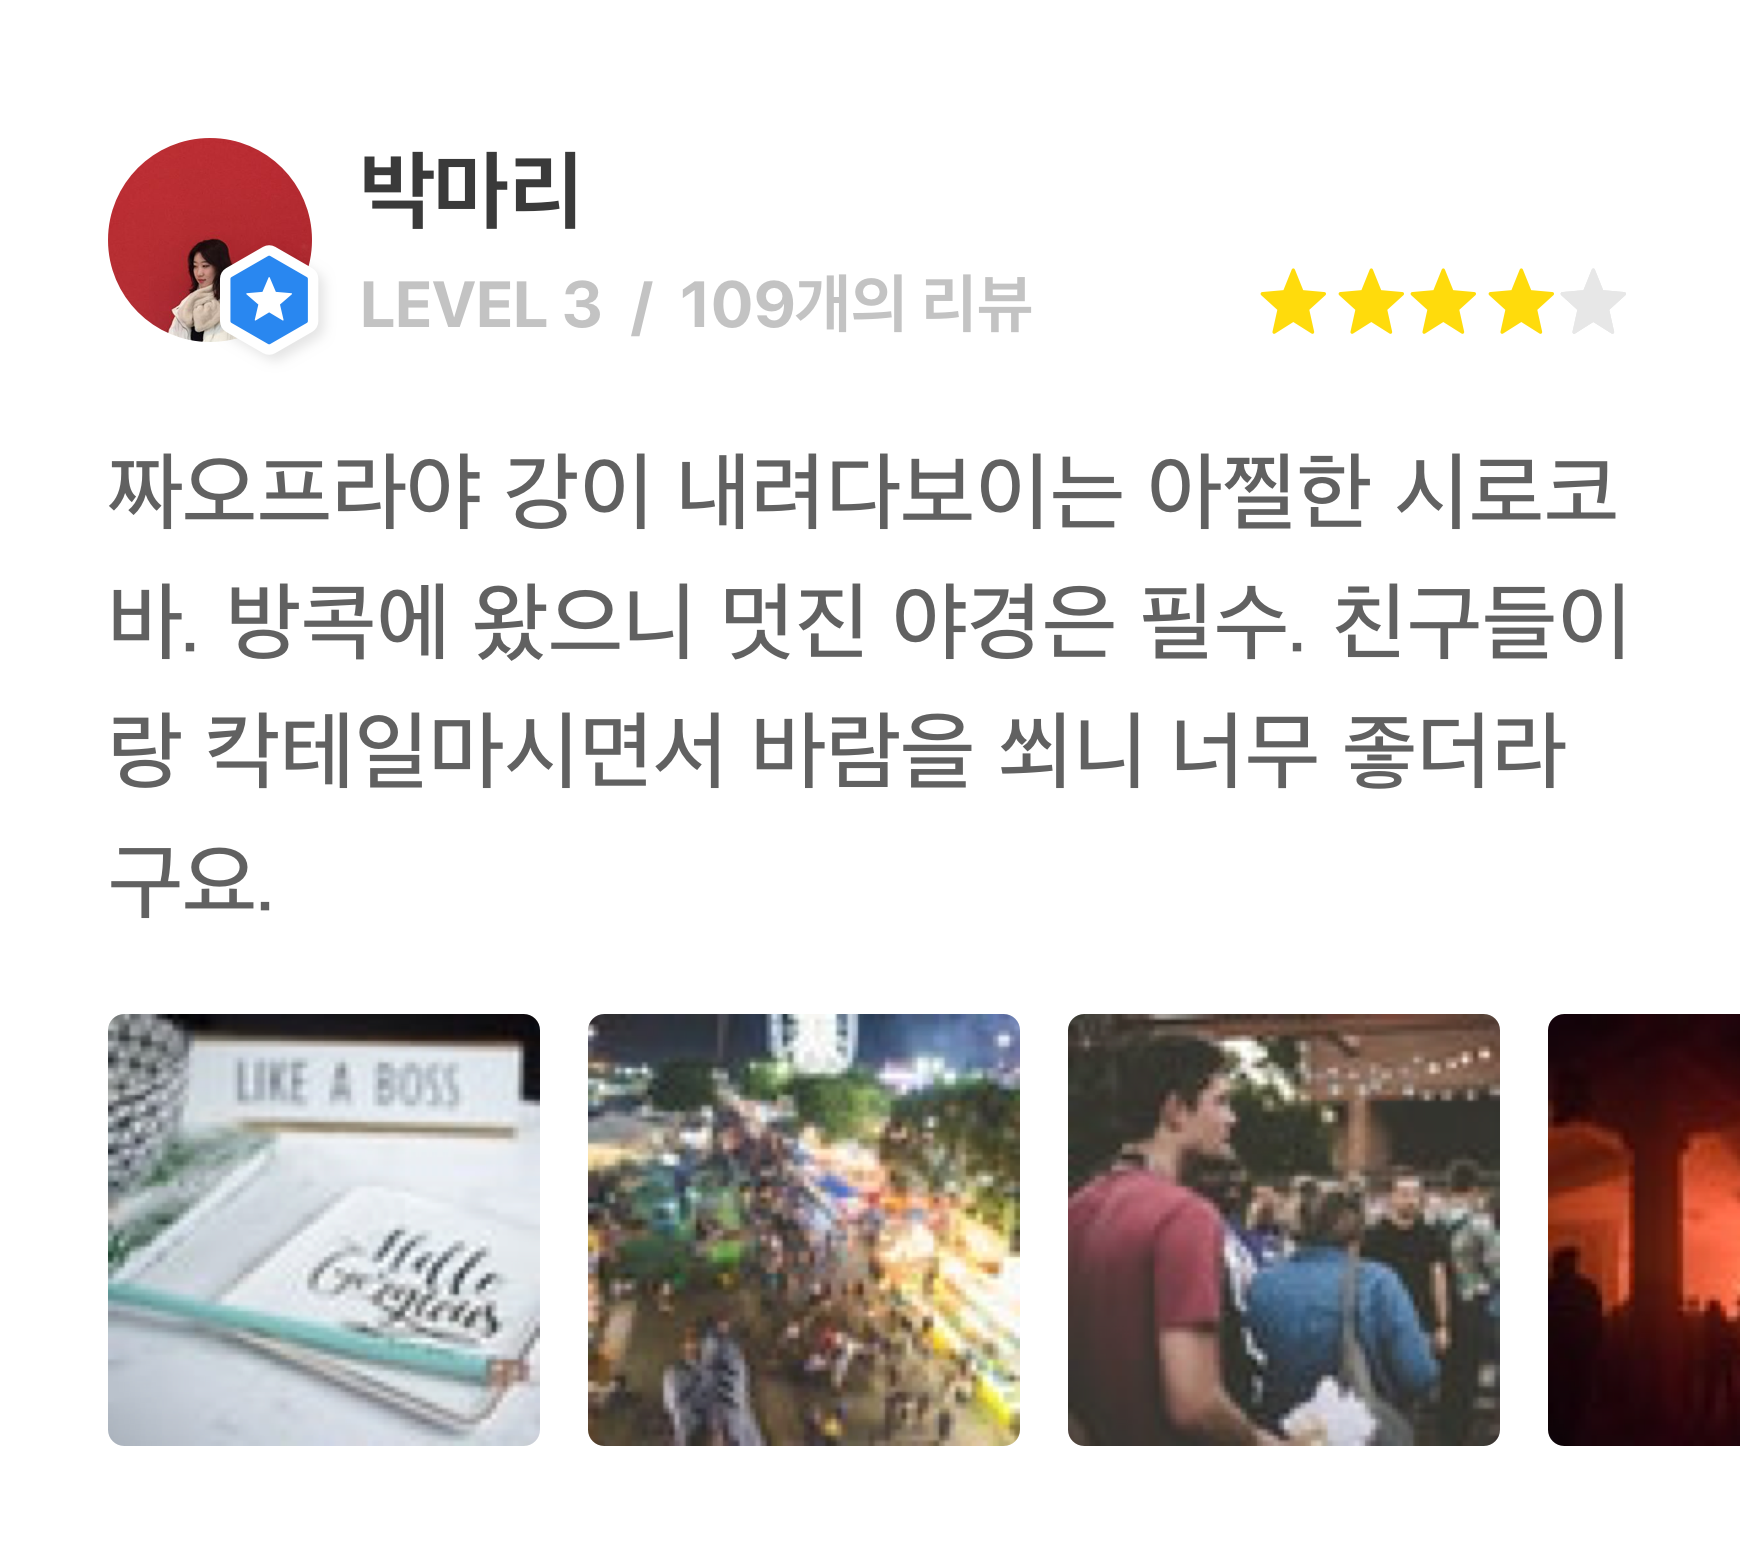 박마리
LEVEL 3 / 109개의 리뷰
짜오프라야 강이 내려다보이는 아찔한 시로코
바. 방콕에 왔으니 멋진 야경은 필수. 친구들이
랑 칵테일마시면서 바람을 쐬니 너무 좋더라
구요.
LIKE A BOSS
Hello
Gorgeous